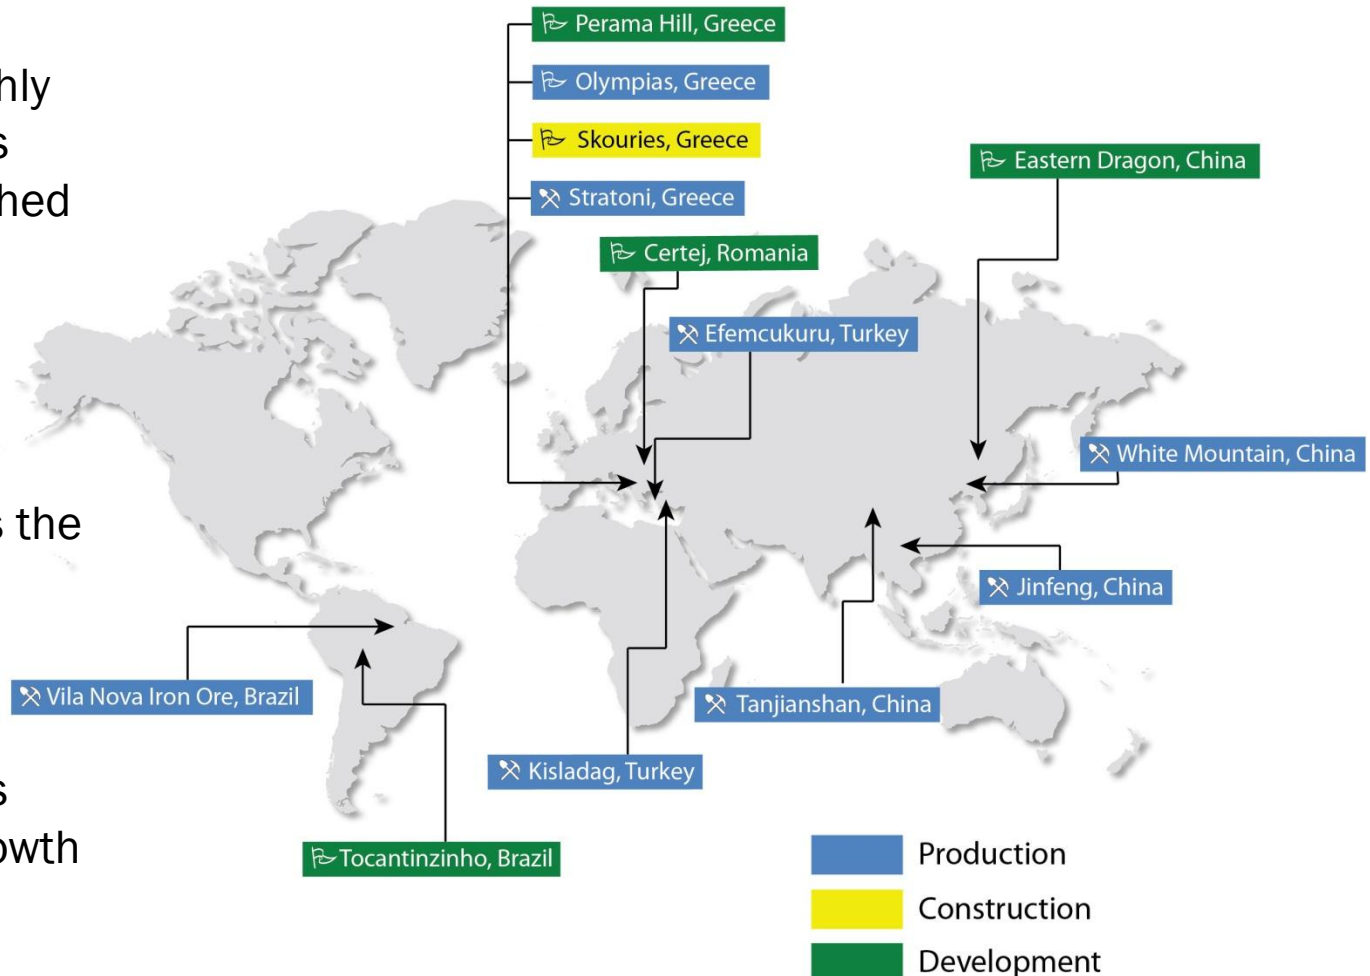 hly
s
hed
s the
s
owth
Perama Hill, Greece
Olympias, Greece
Skouries, Greece
Stratoni, Greece
Certej, Romania
Efemcukuru, Turkey
Eastern Dragon, China
White Mountain, China
Jinfeng, China
Tanjianshan, China
Vila Nova Iron Ore, Brazil
Kisladag, Turkey
Tocantinzinho, Brazil
Production
Construction
Development